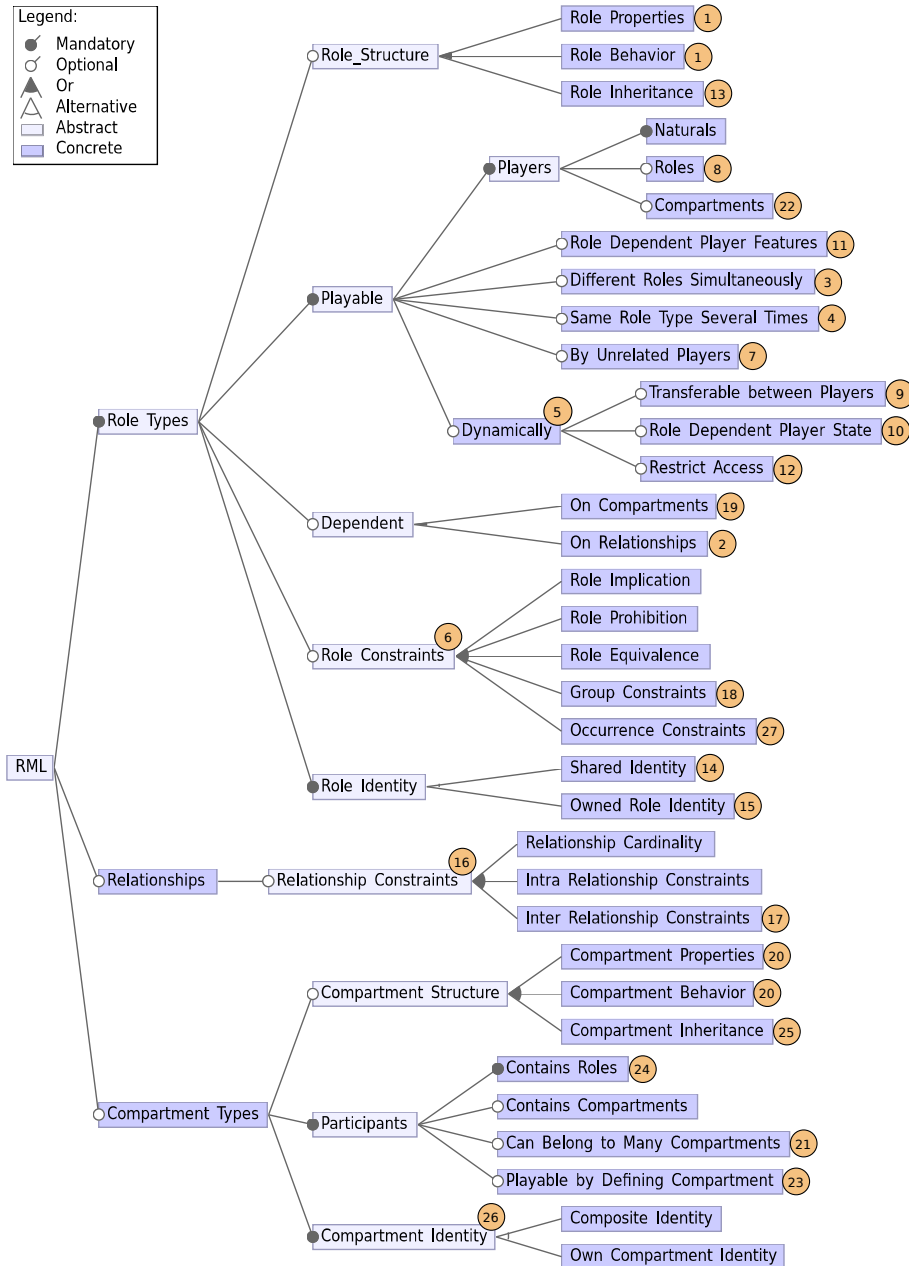 Legend:
Mandatory
Optional
Or
Alternative
Abstract
Concrete
Role Properties 1
Role_Structure
Role Behavior 1
Role Inheritance 13
Naturals
Players
Roles 8
Compartments 22
Role Dependent Player Features 11
Different Roles Simultaneously 3
Playable
Same Role Type Several Times 4
By Unrelated Players 7
Transferable between Players 9
Role Types
Dynamically 5
Role Dependent Player State 10
Restrict Access 12
On Compartments 19
Dependent
On Relationships 2
Role Implication
Role Prohibition
Role Constraints 6
Role Equivalence
Group Constraints 18
Occurrence Constraints 27
RML
Shared Identity 14
Role Identity
Owned Role Identity 15
Relationship Cardinality
Relationships
Relationship Constraints 16
Intra Relationship Constraints
Inter Relationship Constraints 17
Compartment Properties 20
Compartment Structure
Compartment Behavior 20
Compartment Inheritance 25
Contains Roles 24
Contains Compartments
Compartment Types
Participants
Can Belong to Many Compartments 21
Playable by Defining Compartment 23
Composite Identity
Compartment Identity 26
Own Compartment Identity